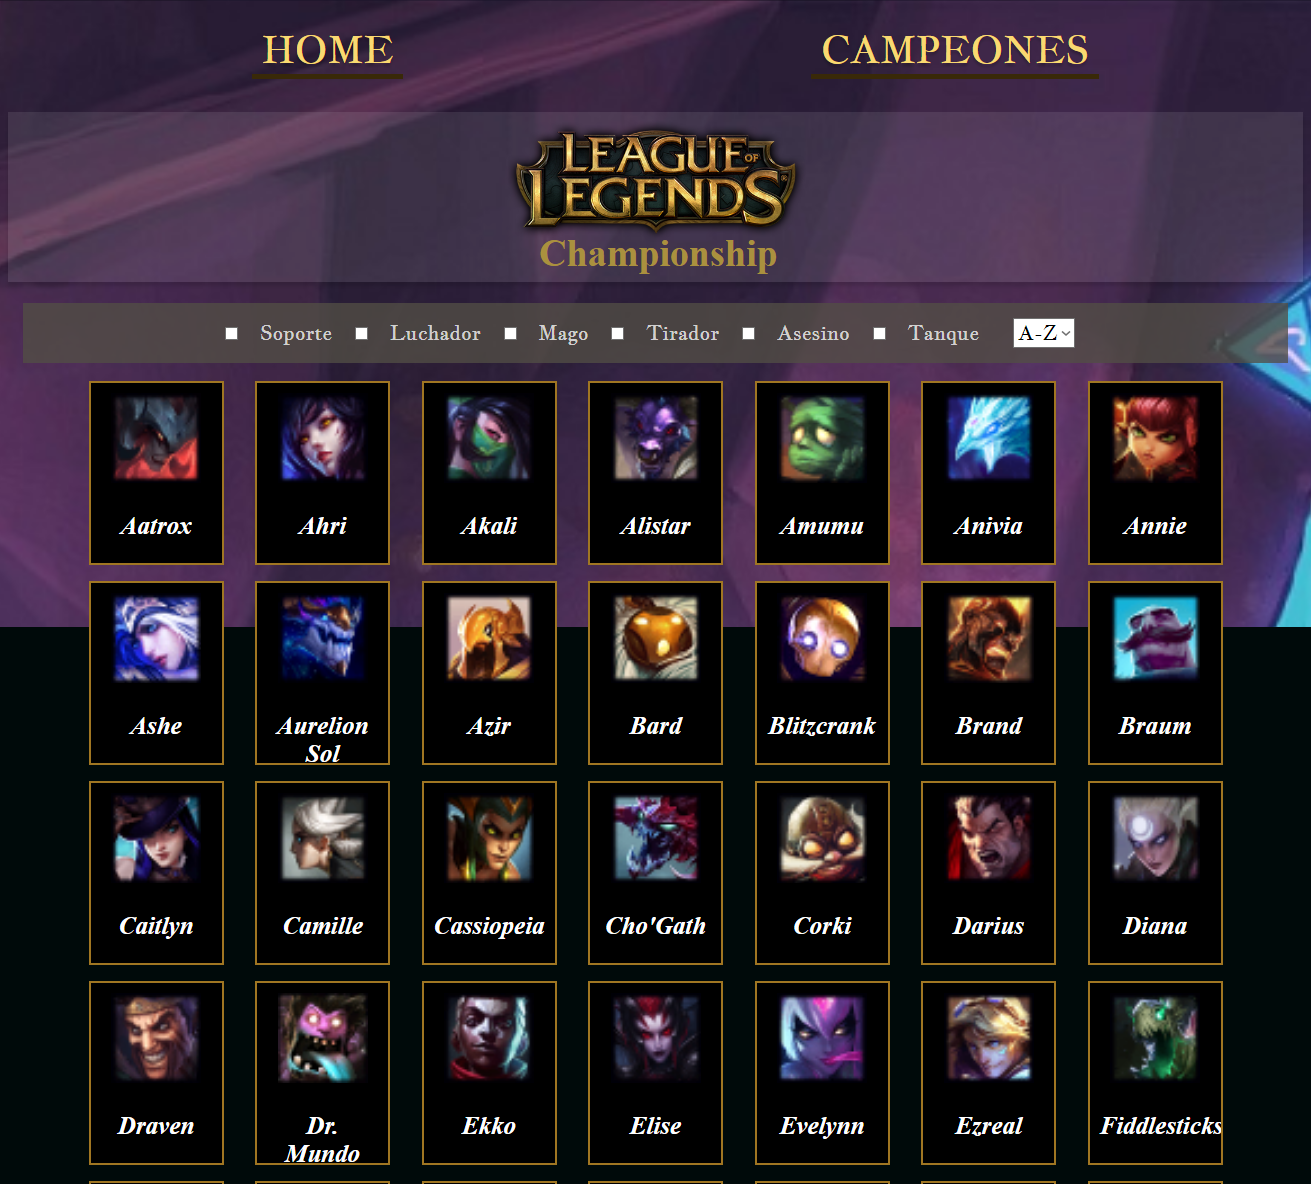 HOME CAMPEONES
LEAGUE OF
LEGENDS
Championship
Soporte Luchador Mago Tirador Asesino Tanque A-Z
Aatrox Ahri Akali Alistar Amumu Anivia Annie
Ashe Aurelion Sol Azir Bard Blitzcrank Brand Braum
Caitlyn Camille Cassiopeia Cho'Gath Corki Darius Diana
Draven Dr. Mundo Ekko Elise Evelynn Ezreal Fiddlesticks